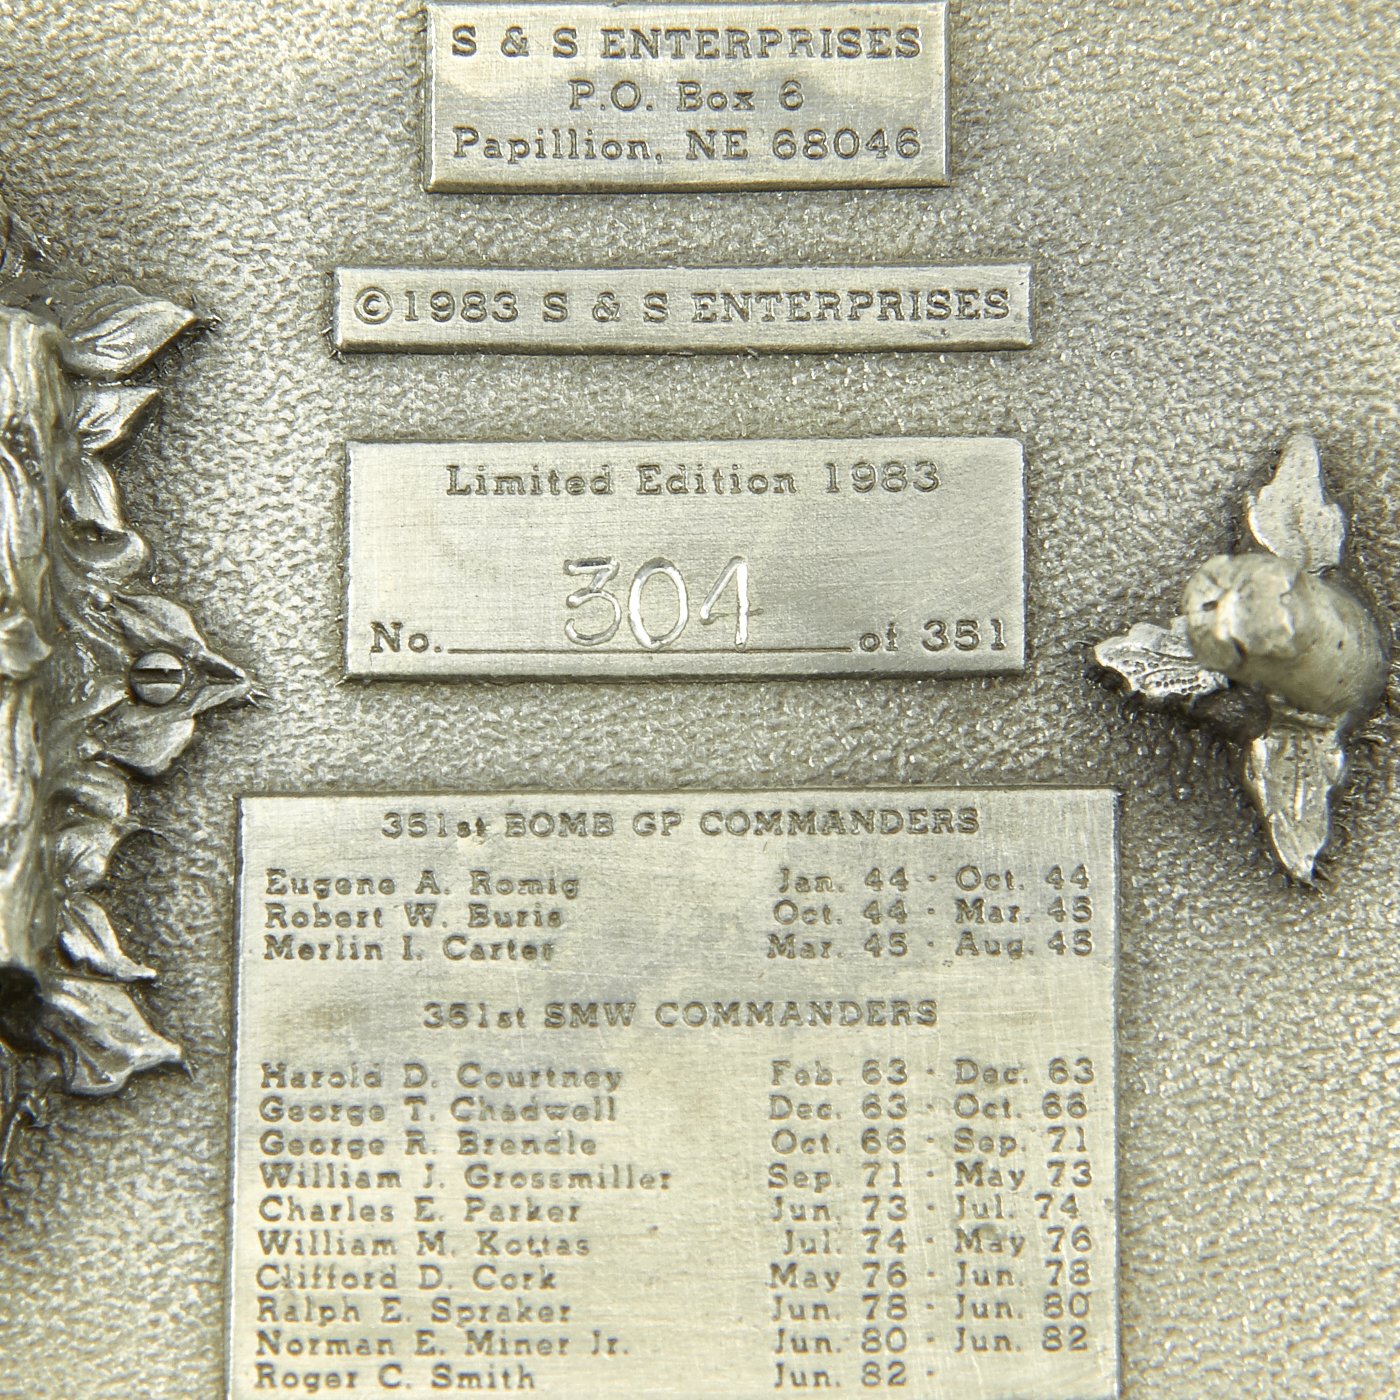 S & S ENTERPRISES
P.O. Box 6
Papillion, NE 68046
©1983 S & S ENTERPRISES
Limited Edition 1983
No. 304 of 351
351st BOMB GP COMMANDERS
Eugene A. Romig Jan. 44 - Oct. 44
Robert W. Buris Oct. 44 - Mar. 45
Merlin I. Carter Mar. 45 - Aug. 45
351st SMW COMMANDERS
Harold D. Courtney Feb. 63 - Dec. 63
George T. Chadwell Dec. 63 - Oct. 66
George R. Brendle Oct. 66 - Sep. 71
William J. Grossmiller Sep. 71 - May 73
Charles E. Parker Jun. 73 - Jul. 74
William M. Kottas Jul. 74 - May 76
Clifford D. Cork May 76 - Jun. 78
Ralph E. Spraker Jun. 78 - Jun. 80
Norman E. Miner Jr. Jun. 80 - Jun. 82
Roger C. Smith Jun. 82 -